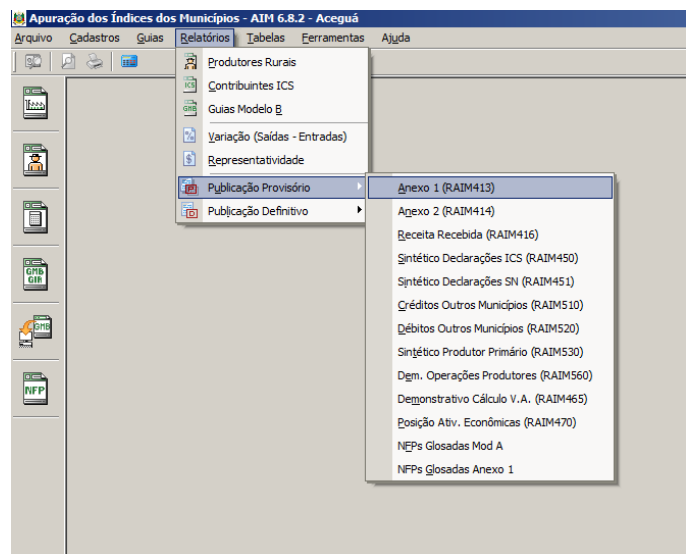 Apuração dos Índices dos Municípios - AIM 6.8.2 - Aceguá
Arquivo Cadastros Guias Relatórios Tabelas Ferramentas Ajuda
Produtores Rurais
ICS Contribuintes ICS
GMB Guias Modelo B
Variação (Saídas - Entradas)
Representatividade
Publicação Provisório
Publicação Definitivo
Anexo 1 (RAIM413)
Anexo 2 (RAIM414)
Receita Recebida (RAIM416)
Sintético Declarações ICS (RAIM450)
Sintético Declarações SN (RAIM451)
Créditos Outros Municípios (RAIM510)
Débitos Outros Municípios (RAIM520)
Sintético Produtor Primário (RAIM530)
Dem. Operações Produtores (RAIM560)
Demonstrativo Cálculo V.A. (RAIM465)
Posição Ativ. Econômicas (RAIM470)
NFPs Glosadas Mod A
NFPs Glosadas Anexo 1
GMB
GIA
GMB
NFP